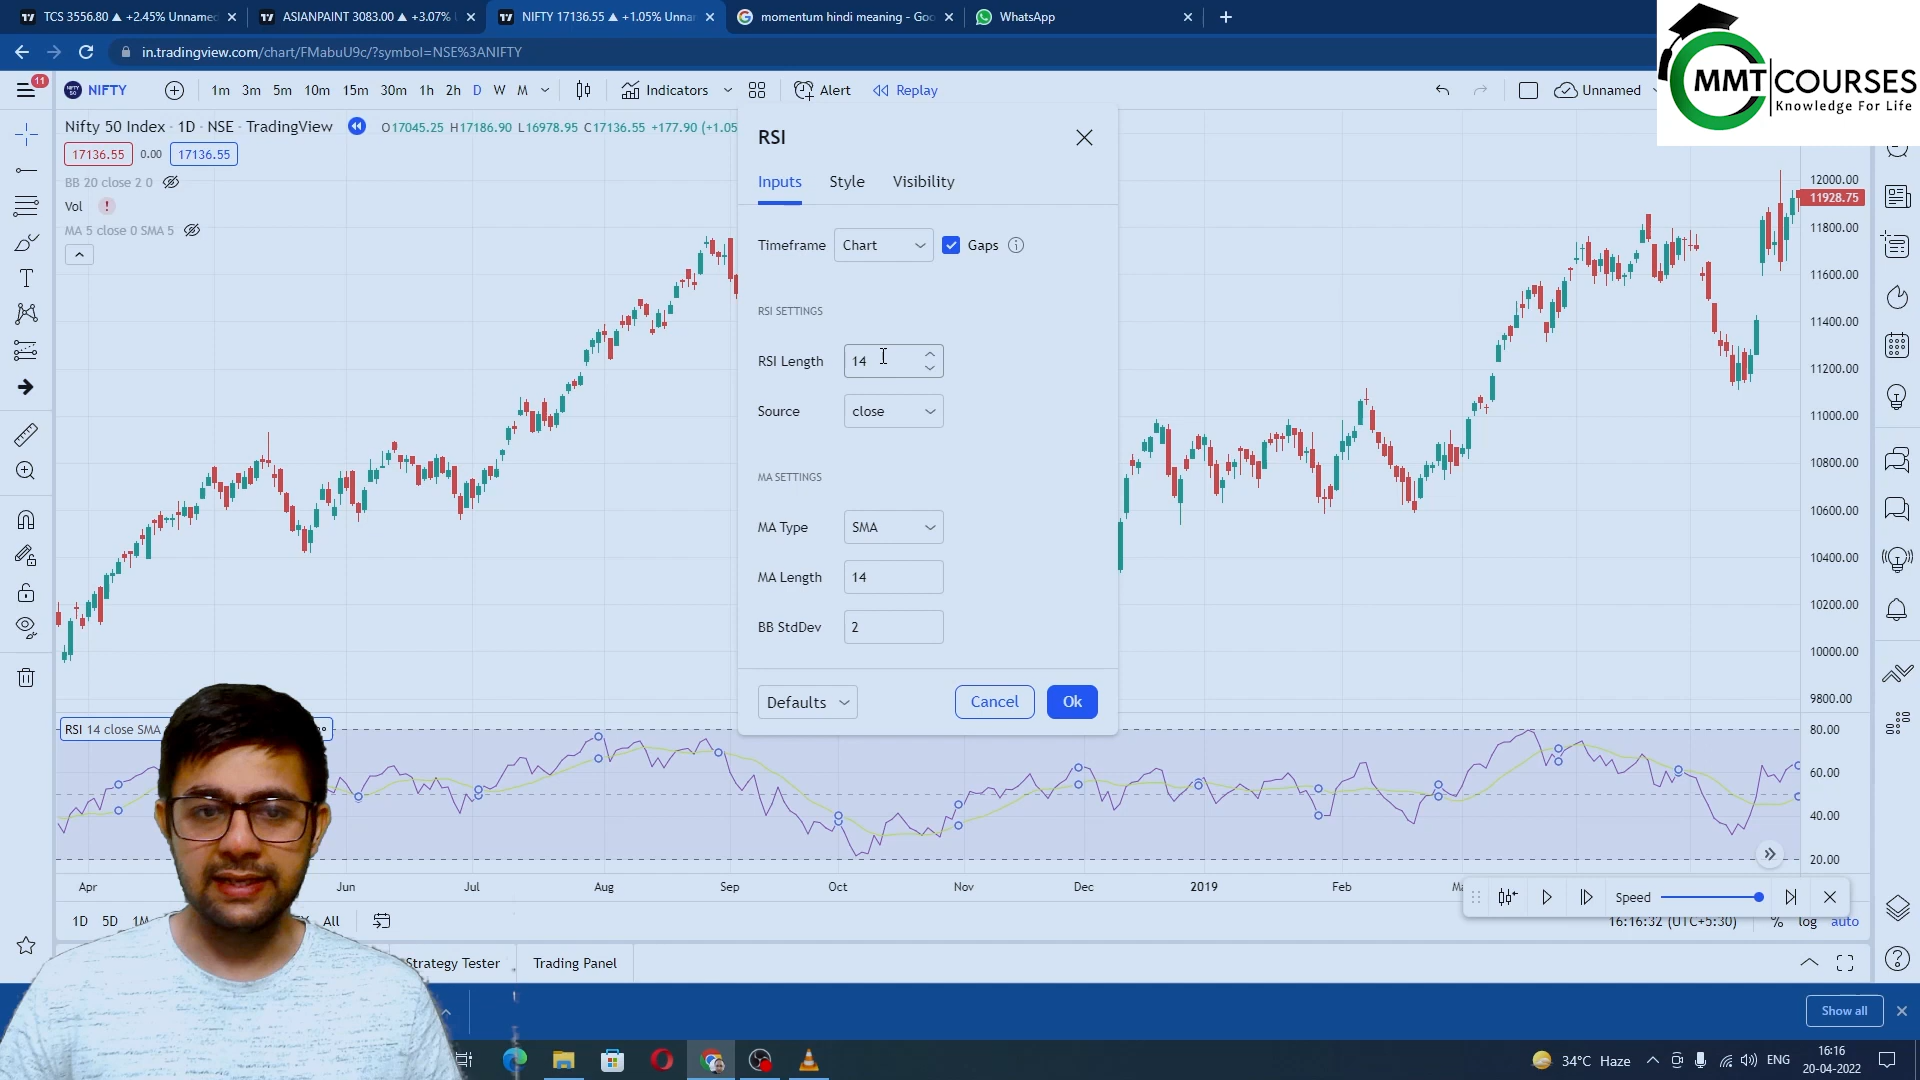 TCS 3556.80 ▲ +2.45% Unnamed
ASIANPAINT 3083.00 ▲ +3.07%
NIFTY 17136.55 ▲ +1.05% Unna
momentum hindi meaning - Goo
WhatsApp
in.tradingview.com/chart/FMabuU9c/?symbol=NSE%3ANIFTY
MMT COURSES
Knowledge For Life
11
NIFTY
1m 3m 5m 10m 15m 30m 1h 2h D W M
Indicators
Alert
Replay
Unnamed
Nifty 50 Index · 1D · NSE · TradingView
O17045.25 H17186.90 L16978.95 C17136.55 +177.90 (+1.05
17136.55 0.00 17136.55
BB 20 close 2 0
Vol
MA 5 close 0 SMA 5
RSI
Inputs Style Visibility
Timeframe Chart Gaps
RSI SETTINGS
RSI Length 14
Source close
MA SETTINGS
MA Type SMA
MA Length 14
BB StdDev 2
Defaults Cancel Ok
12000.00
11928.75
11800.00
11600.00
11400.00
11200.00
11000.00
10800.00
10600.00
10400.00
10200.00
10000.00
9800.00
RSI 14 close SMA
80.00
60.00
40.00
20.00
Apr Jun Jul Aug Sep Oct Nov Dec 2019 Feb
Speed
1D 5D 1M All
16:16:32 (UTC+5:30) % log auto
Strategy Tester Trading Panel
Show all
34°C Haze ENG
16:16
20-04-2022